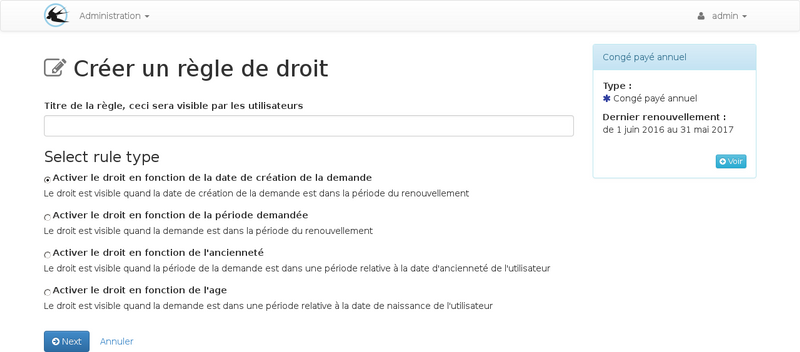 Administration
admin
Créer un règle de droit
Titre de la règle, ceci sera visible par les utilisateurs
Select rule type
Activer le droit en fonction de la date de création de la demande
Le droit est visible quand la date de création de la demande est dans la période du renouvellement
Activer le droit en fonction de la période demandée
Le droit est visible quand la demande est dans la période du renouvellement
Activer le droit en fonction de l'ancienneté
Le droit est visible quand la période de la demande est dans une période relative à la date d'ancienneté de l'utilisateur
Activer le droit en fonction de l'age
Le droit est visible quand la demande est dans une période relative à la date de naissance de l'utilisateur
Next
Annuler
Congé payé annuel
Type :
Congé payé annuel
Dernier renouvellement :
de 1 juin 2016 au 31 mai 2017
Voir